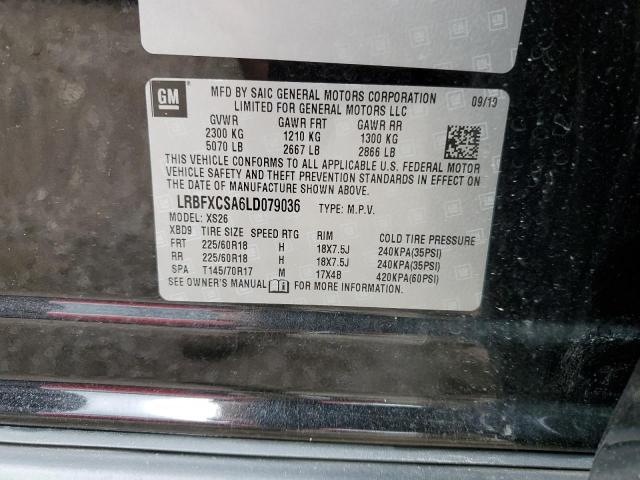 GM
MFD BY SAIC GENERAL MOTORS CORPORATION 09/19
LIMITED FOR GENERAL MOTORS LLC
GVWR GAWR FRT GAWR RR
2300 KG 1210 KG 1300 KG
5070 LB 2667 LB 2866 LB
THIS VEHICLE CONFORMS TO ALL APPLICABLE U.S. FEDERAL MOTOR
VEHICLE SAFETY AND THEFT PREVENTION STANDARDS IN EFFECT ON
THE DATE OF MANUFACTURE SHOWN ABOVE.
LRBFXCSA6LD079036 TYPE: M.P.V.
MODEL: XS26
XBD9 TIRE SIZE SPEED RTG RIM COLD TIRE PRESSURE
FRT 225/60R18 H 18X7.5J 240KPA(35PSI)
RR 225/60R18 H 18X7.5J 240KPA(35PSI)
SPA T145/70R17 M 17X4B 420KPA(60PSI)
SEE OWNER'S MANUAL FOR MORE INFORMATION.